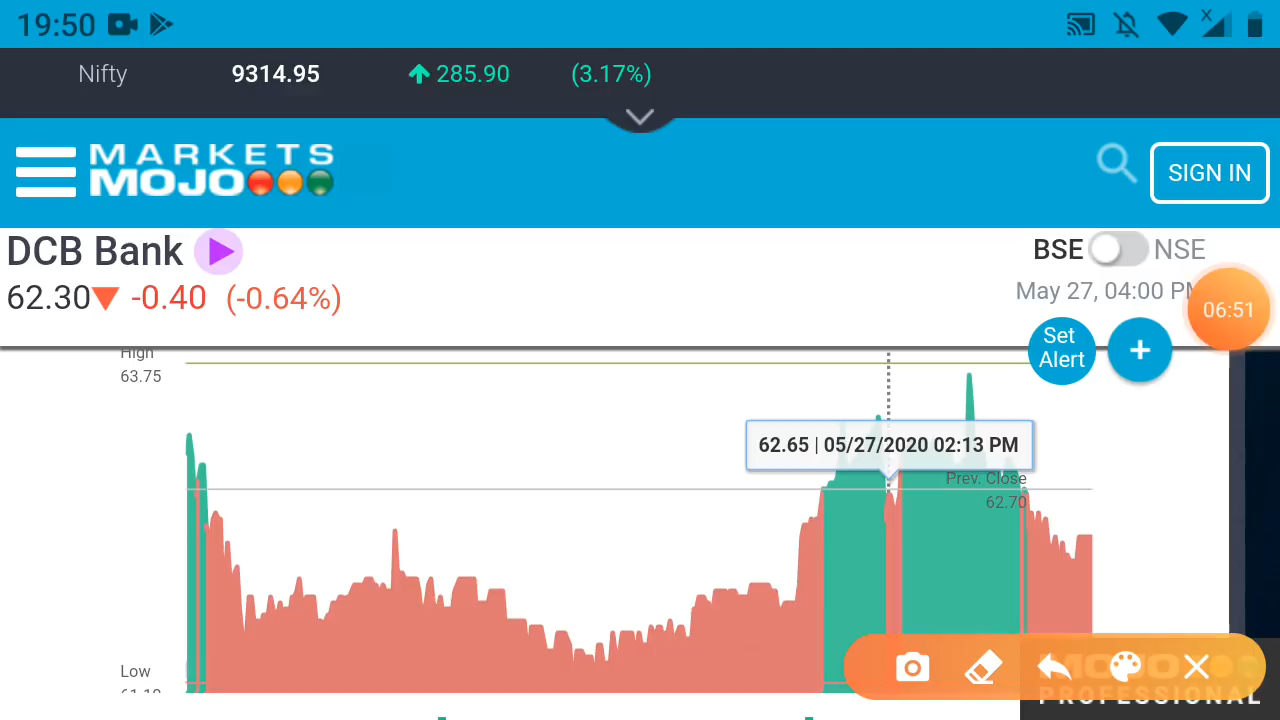 19:50
X
Nifty 9314.95 285.90 (3.17%)
MARKETS
MOJO
SIGN IN
DCB Bank
BSE NSE
62.30 -0.40 (-0.64%)
May 27, 04:00 PM
06:51
Set
Alert
+
High
63.75
62.65 | 05/27/2020 02:13 PM
Prev. Close
62.70
Low
MOJO
PROFESSIONAL